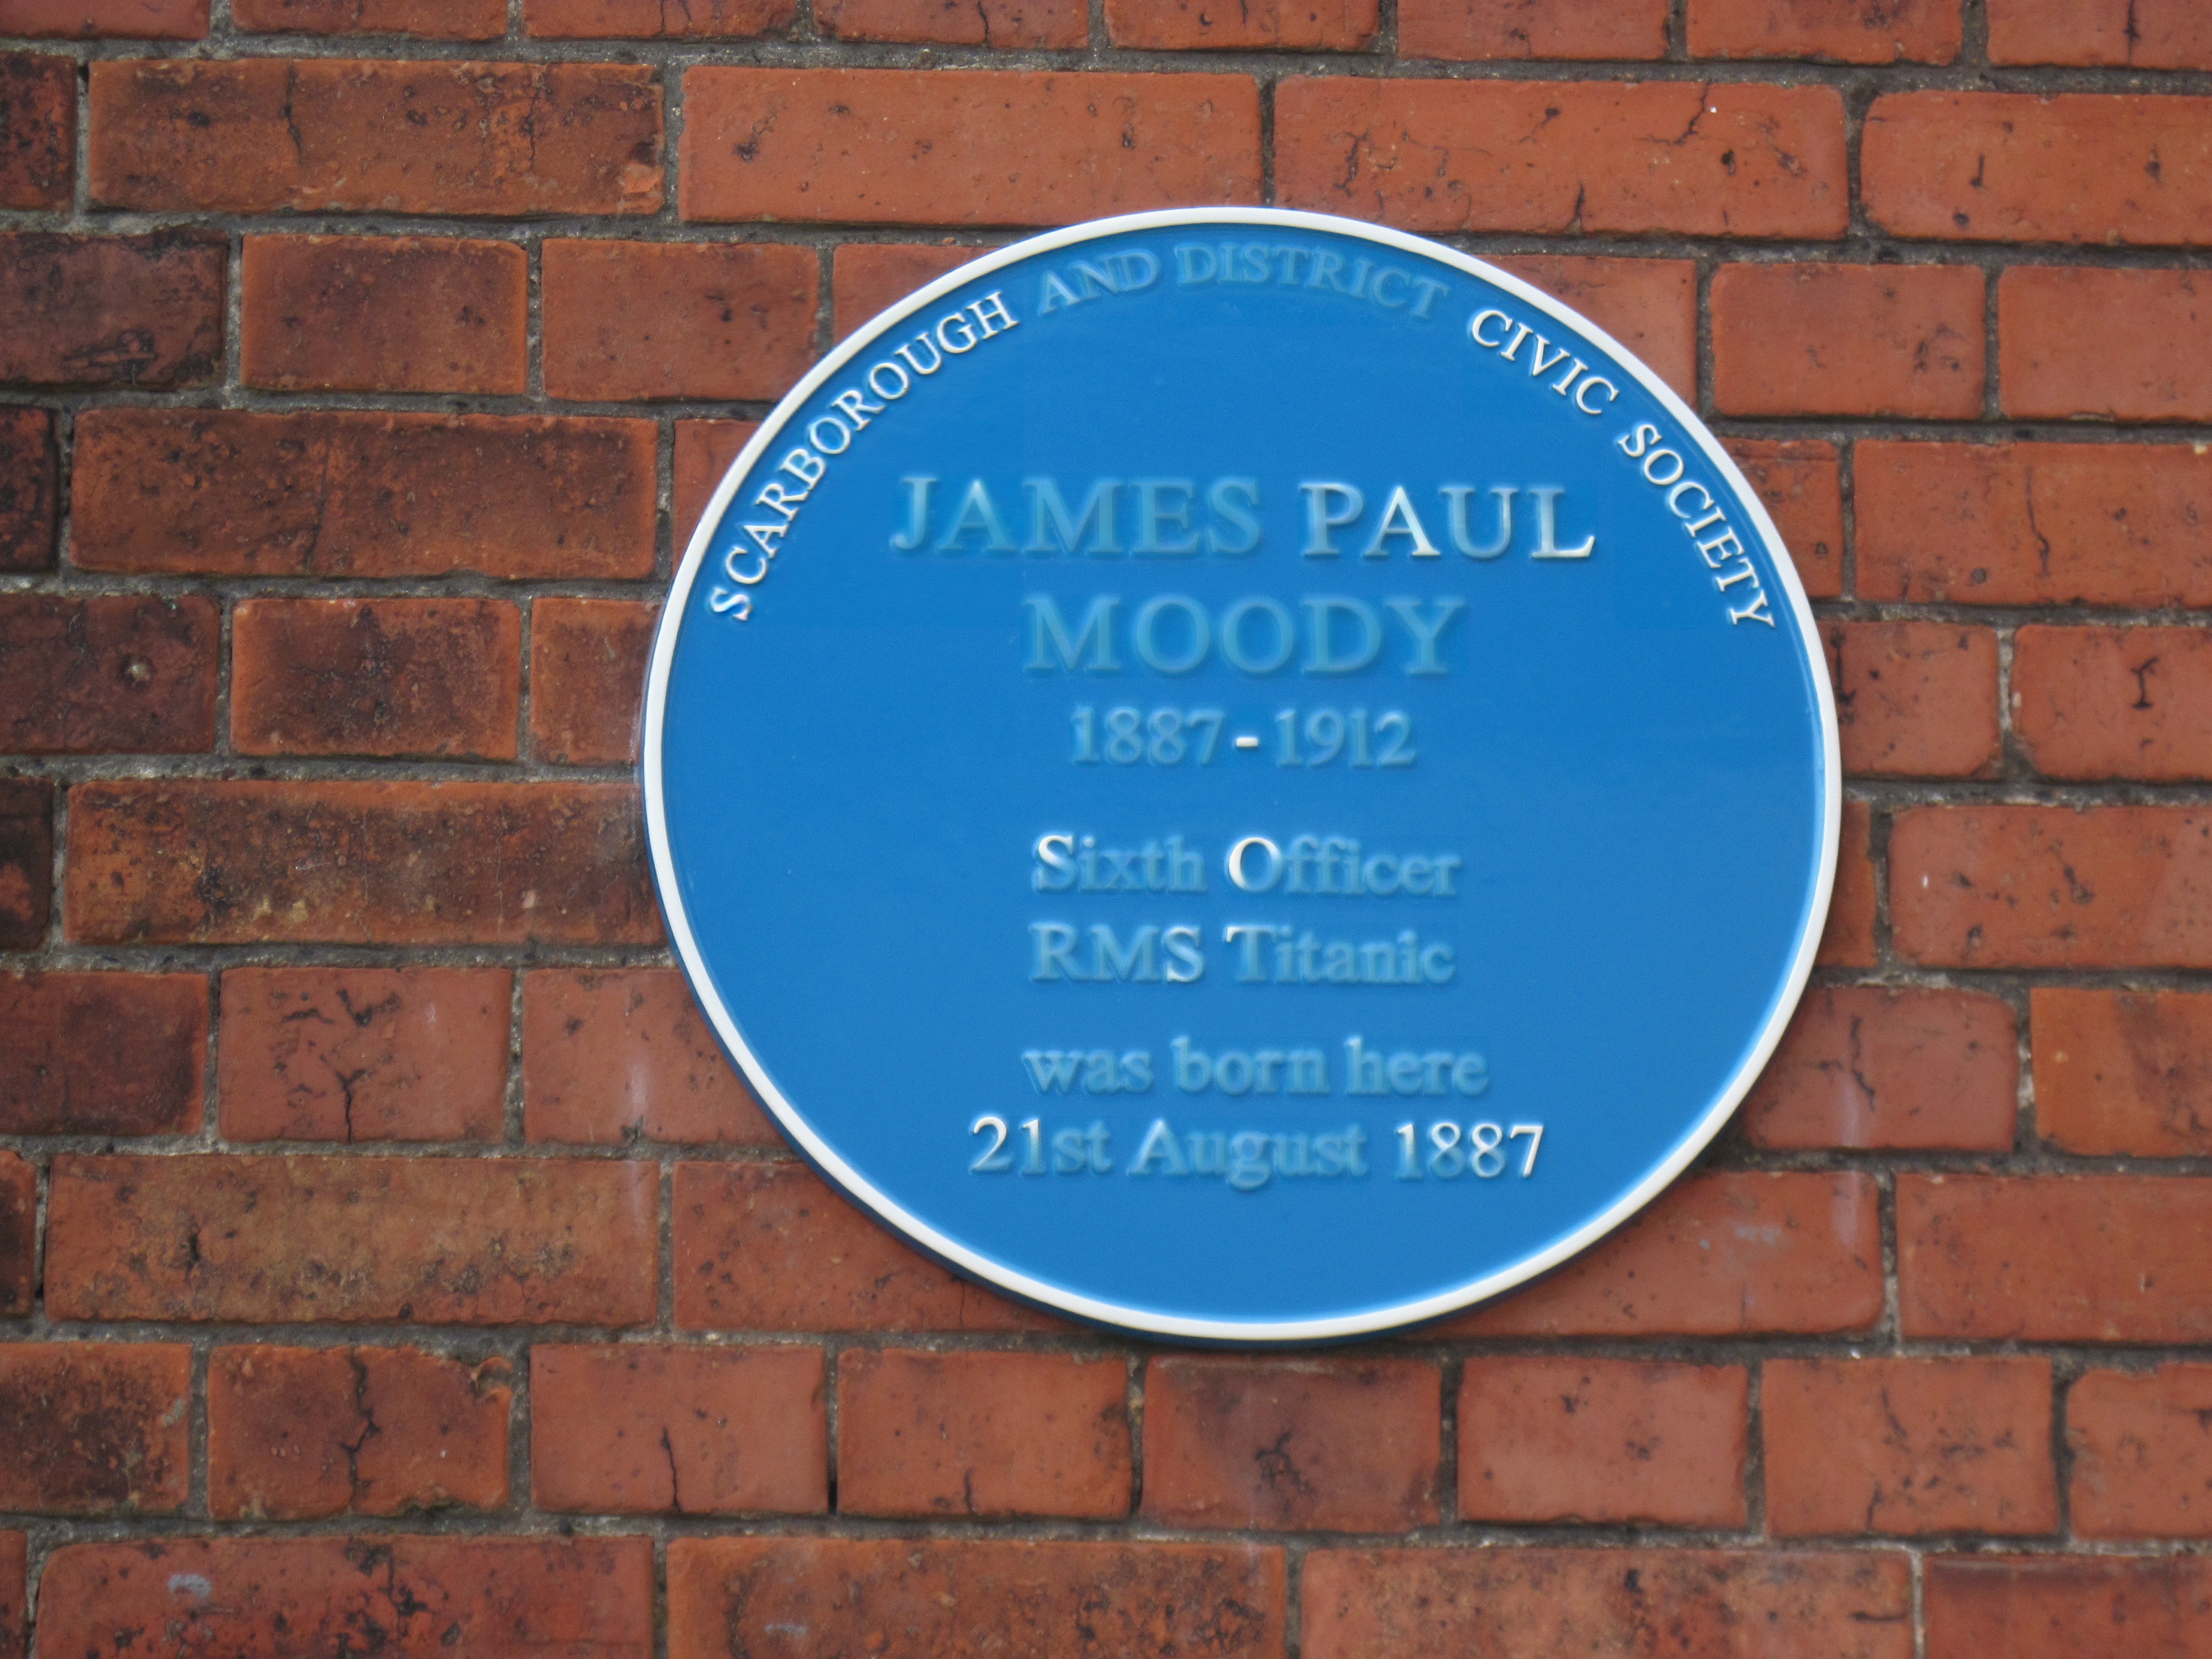 SCARBOROUGH AND DISTRICT CIVIC SOCIETY
JAMES PAUL
MOODY
1887-1912
Sixth Officer
RMS Titanic
was born here
21st August 1887